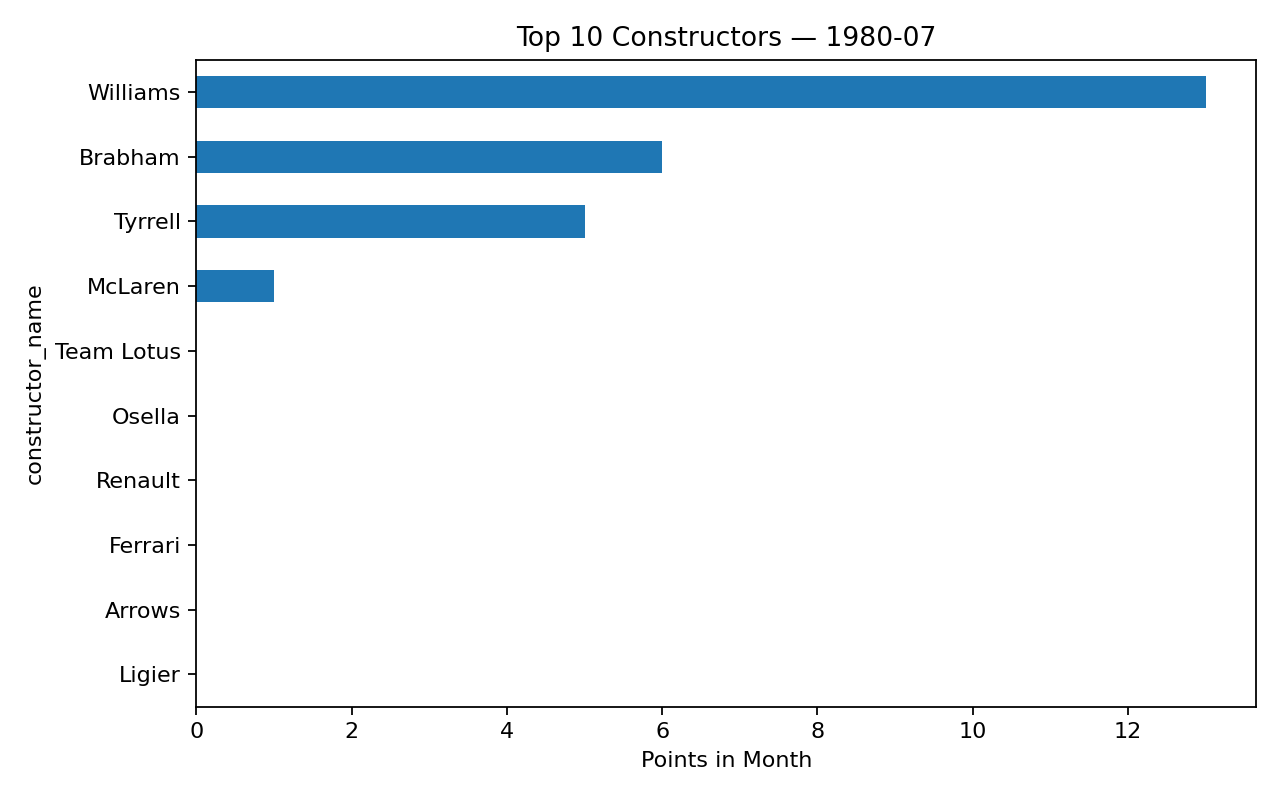 Top 10 Constructors — 1980-07
constructor_name
Williams
Brabham
Tyrrell
McLaren
Team Lotus
Osella
Renault
Ferrari
Arrows
Ligier
0 2 4 6 8 10 12
Points in Month